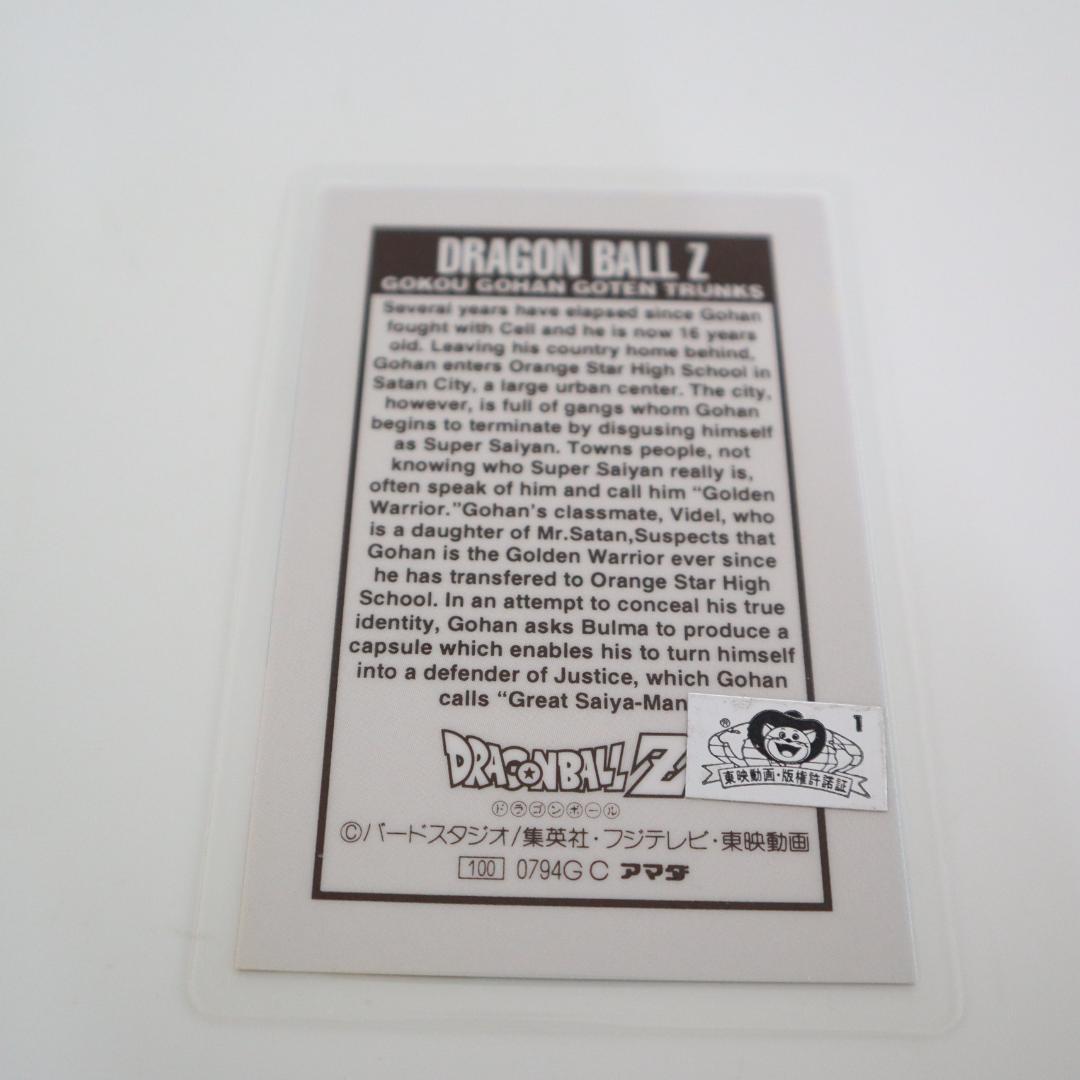 DRAGON BALL Z
GOKOU GOHAN GOTEN TRUNKS
Several years have elapsed since Gohan
fought with Cell and he is now 16 years
old. Leaving his country home behind,
Gohan enters Orange Star High School in
Satan City, a large urban center. The city,
however, is full of gangs whom Gohan
begins to terminate by disgusing himself
as Super Saiyan. Towns people, not
knowing who Super Saiyan really is,
often speak of him and call him “Golden
Warrior.”Gohan's classmate, Videl, who
is a daughter of Mr.Satan,Suspects that
Gohan is the Golden Warrior ever since
he has transfered to Orange Star High
School. In an attempt to conceal his true
identity, Gohan asks Bulma to produce a
capsule which enables his to turn himself
into a defender of Justice, which Gohan
calls “Great Saiya-Man
® 1
東映動画・版権許諾証
DRAGONBALL Z
ドラゴンボール
©バードスタジオ/集英社・フジテレビ・東映動画
100 0794G C アマダ